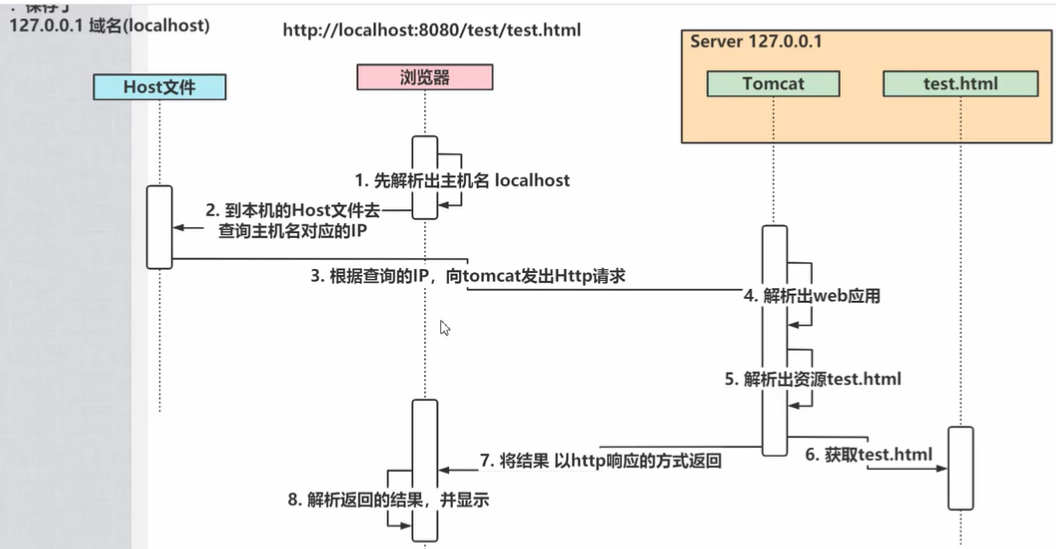 : 保存了
127.0.0.1 域名(localhost)
http://localhost:8080/test/test.html
Server 127.0.0.1
Host文件
浏览器
Tomcat
test.html
1. 先解析出主机名 localhost
2. 到本机的Host文件去
查询主机名对应的IP
3. 根据查询的IP，向tomcat发出Http请求
4. 解析出web应用
5. 解析出资源test.html
6. 获取test.html
7. 将结果 以http响应的方式返回
8. 解析返回的结果，并显示